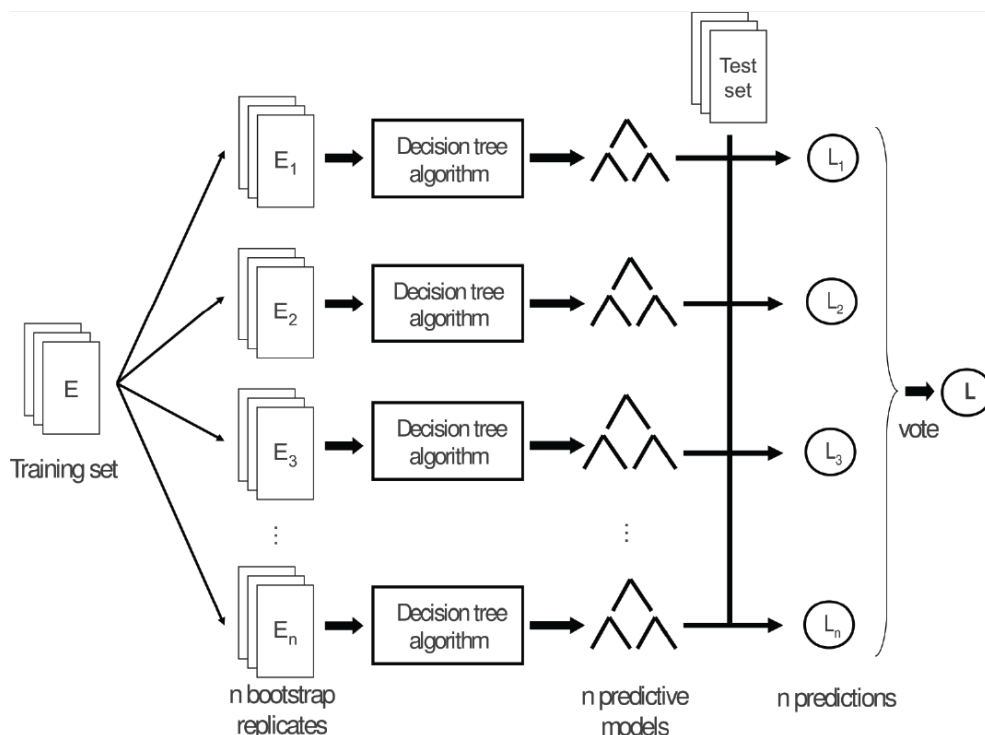 Test
set
E₁
Decision tree
algorithm
L₁
E₂
Decision tree
algorithm
L₂
E
Training set
E₃
Decision tree
algorithm
L₃
L
vote
⋮
⋮
Eₙ
Decision tree
algorithm
Lₙ
n bootstrap
replicates
n predictive
models
n predictions